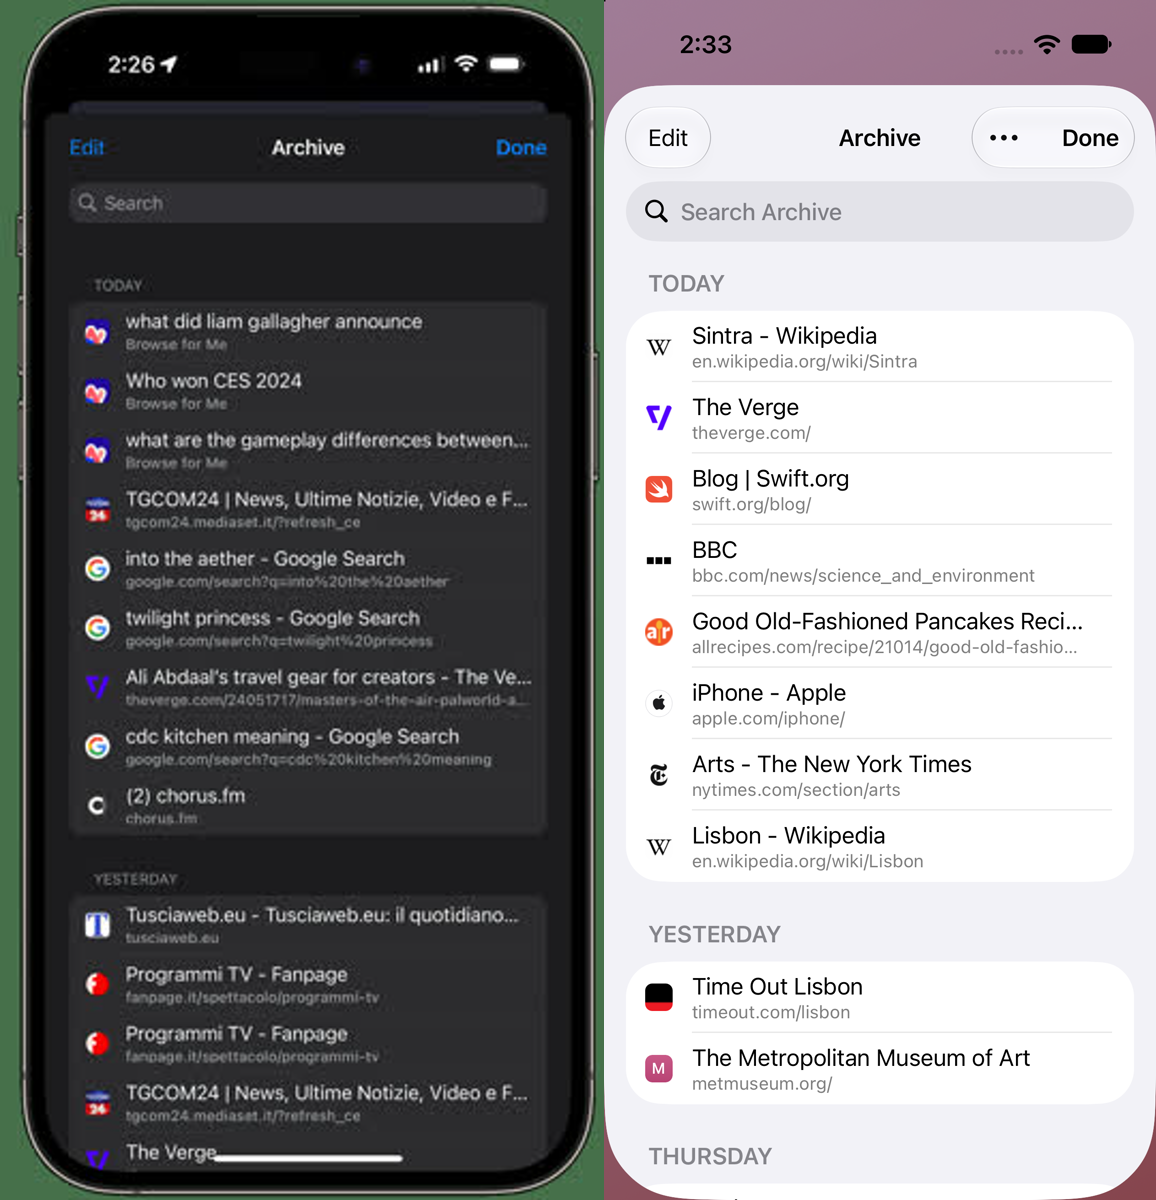 2:26
Edit
Archive
Done
Search
TODAY
what did liam gallagher announce
Browse for Me
Who won CES 2024
Browse for Me
what are the gameplay differences between...
Browse for Me
TGCOM24 | News, Ultime Notizie, Video e F...
tgcom24.mediaset.it/?refresh_ce
24
into the aether - Google Search
google.com/search?q=into%20the%20aether
twilight princess - Google Search
google.com/search?q=twilight%20princess
Ali Abdaal's travel gear for creators - The Ve...
theverge.com/24051717/masters-of-the-air-palworld-a...
cdc kitchen meaning - Google Search
google.com/search?q=cdc%20kitchen%20meaning
(2) chorus.fm
chorus.fm
YESTERDAY
Tusciaweb.eu - Tusciaweb.eu: il quotidiano...
tusciaweb.eu
Programmi TV - Fanpage
fanpage.it/spettacolo/programmi-tv
Programmi TV - Fanpage
fanpage.it/spettacolo/programmi-tv
TGCOM24 | News, Ultime Notizie, Video e F...
tgcom24.mediaset.it/?refresh_ce
24
The Verge
2:33
Edit
Archive
••• Done
Search Archive
TODAY
Sintra - Wikipedia
en.wikipedia.org/wiki/Sintra
The Verge
theverge.com/
Blog | Swift.org
swift.org/blog/
BBC
bbc.com/news/science_and_environment
Good Old-Fashioned Pancakes Reci...
allrecipes.com/recipe/21014/good-old-fashio...
iPhone - Apple
apple.com/iphone/
Arts - The New York Times
nytimes.com/section/arts
Lisbon - Wikipedia
en.wikipedia.org/wiki/Lisbon
YESTERDAY
Time Out Lisbon
timeout.com/lisbon
The Metropolitan Museum of Art
metmuseum.org/
THURSDAY